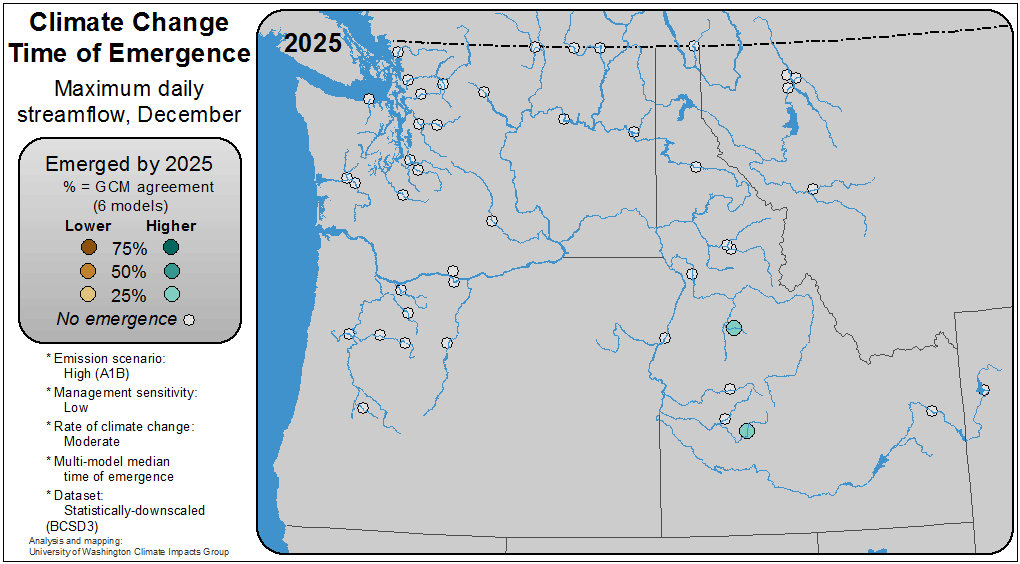 Climate Change
Time of Emergence
Maximum daily
streamflow, December
2025
Emerged by 2025
% = GCM agreement
(6 models)
Lower Higher
75%
50%
25%
No emergence
* Emission scenario:
High (A1B)
* Management sensitivity:
Low
* Rate of climate change:
Moderate
* Multi-model median
time of emergence
* Dataset:
Statistically-downscaled
(BCSD3)
Analysis and mapping:
University of Washington Climate Impacts Group